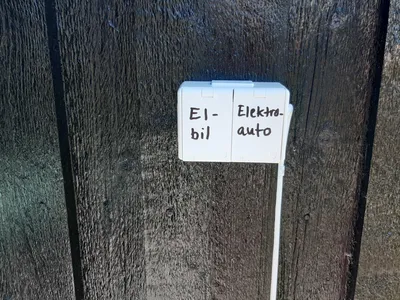 El-
bil
Elektro-
auto